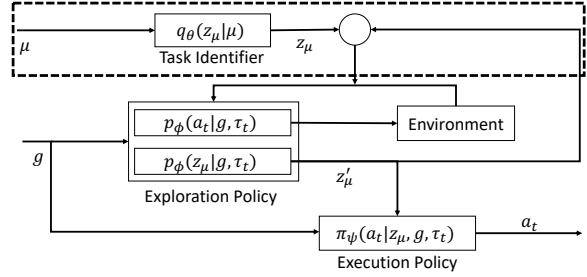 μ
q_θ(z_μ|μ)
z_μ
Task Identifier
p_ϕ(a_t|g, τ_t)
Environment
g
p_ϕ(z_μ|g, τ_t)
Exploration Policy
z'_μ
π_ψ(a_t|z_μ, g, τ_t)
a_t
Execution Policy